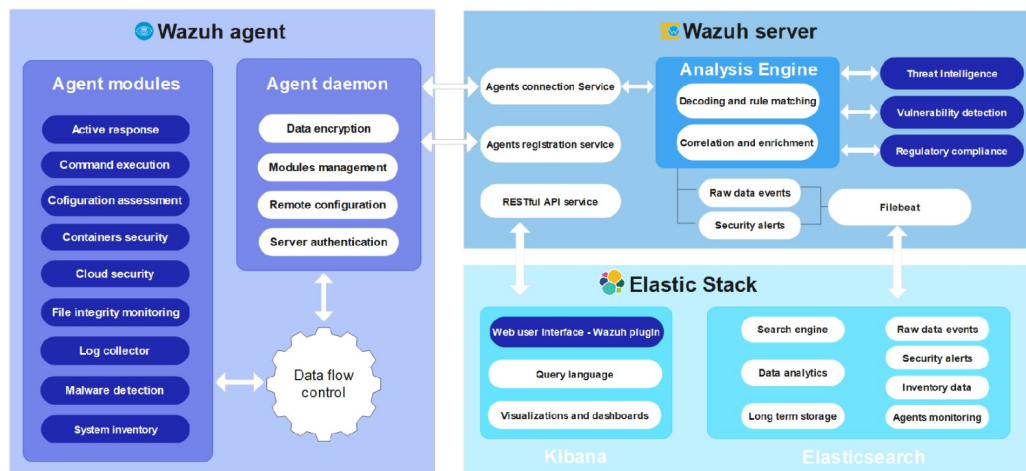 Wazuh agent
Agent modules
Active response
Command execution
Cofiguration assessment
Containers security
Cloud security
File integrity monitoring
Log collector
Malware detection
System inventory
Agent daemon
Data encryption
Modules management
Remote configuration
Server authentication
Data flow
control
Wazuh server
Agents connection Service
Agents registration service
RESTful API service
Analysis Engine
Decoding and rule matching
Correlation and enrichment
Threat Intelligence
Vulnerability detection
Regulatory compliance
Raw data events
Security alerts
Filebeat
Elastic Stack
Web user interface - Wazuh plugin
Query language
Visualizations and dashboards
Kibana
Search engine
Data analytics
Long term storage
Raw data events
Security alerts
Inventory data
Agents monitoring
Elasticsearch